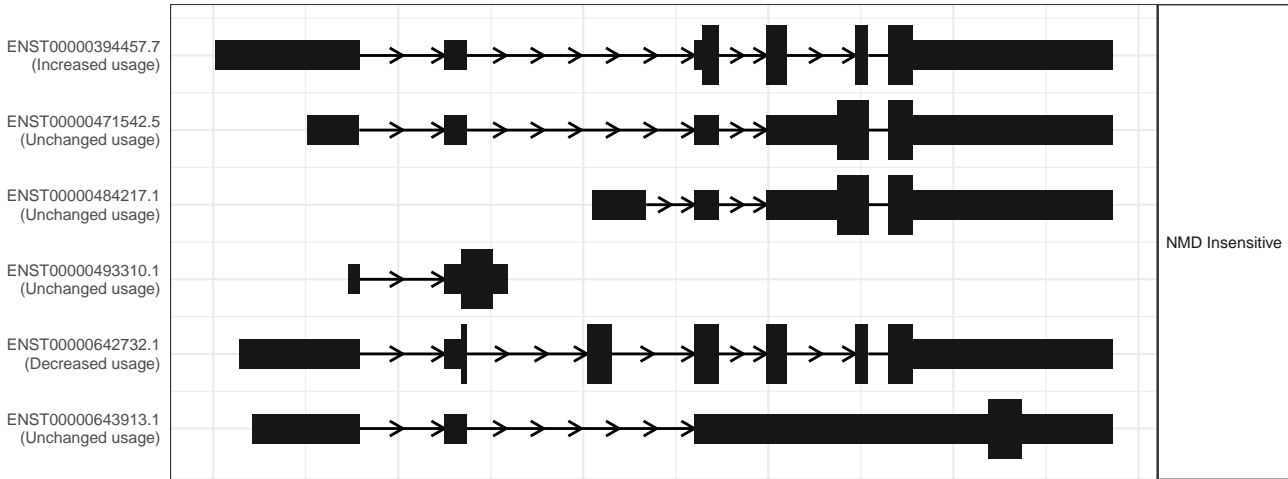 ENST00000394457.7
(Increased usage)
ENST00000471542.5
(Unchanged usage)
ENST00000484217.1
(Unchanged usage)
ENST00000493310.1
(Unchanged usage)
ENST00000642732.1
(Decreased usage)
ENST00000643913.1
(Unchanged usage)
NMD Insensitive